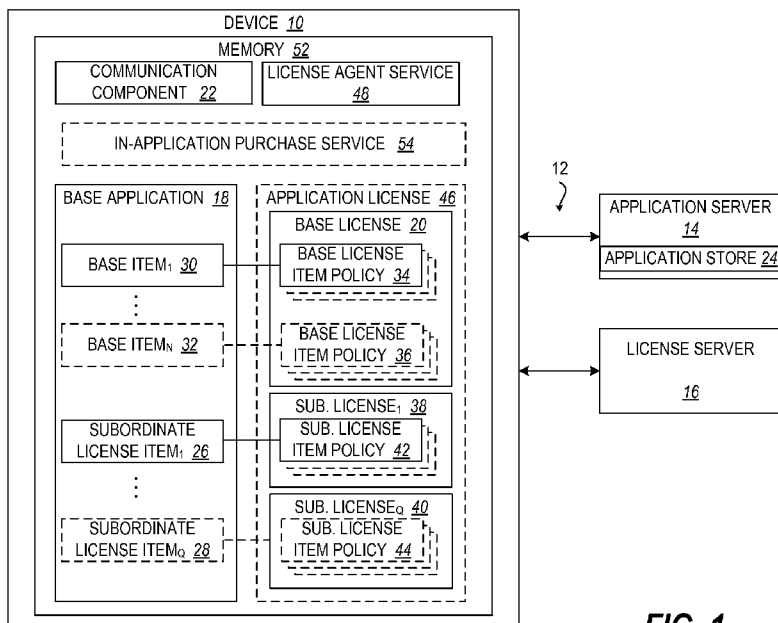 DEVICE 10
MEMORY 52
COMMUNICATION
COMPONENT 22
LICENSE AGENT SERVICE
48
IN-APPLICATION PURCHASE SERVICE 54
BASE APPLICATION 18
APPLICATION LICENSE 46
BASE LICENSE 20
BASE ITEM₁ 30
BASE LICENSE
ITEM POLICY 34
BASE ITEMN 32
BASE LICENSE
ITEM POLICY 36
SUB. LICENSE₁ 38
SUBORDINATE
LICENSE ITEM₁ 26
SUB. LICENSE
ITEM POLICY 42
SUB. LICENSEQ 40
SUBORDINATE
LICENSE ITEMQ 28
SUB. LICENSE
ITEM POLICY 44
12
APPLICATION SERVER
14
APPLICATION STORE 24
LICENSE SERVER
16
FIG. 1